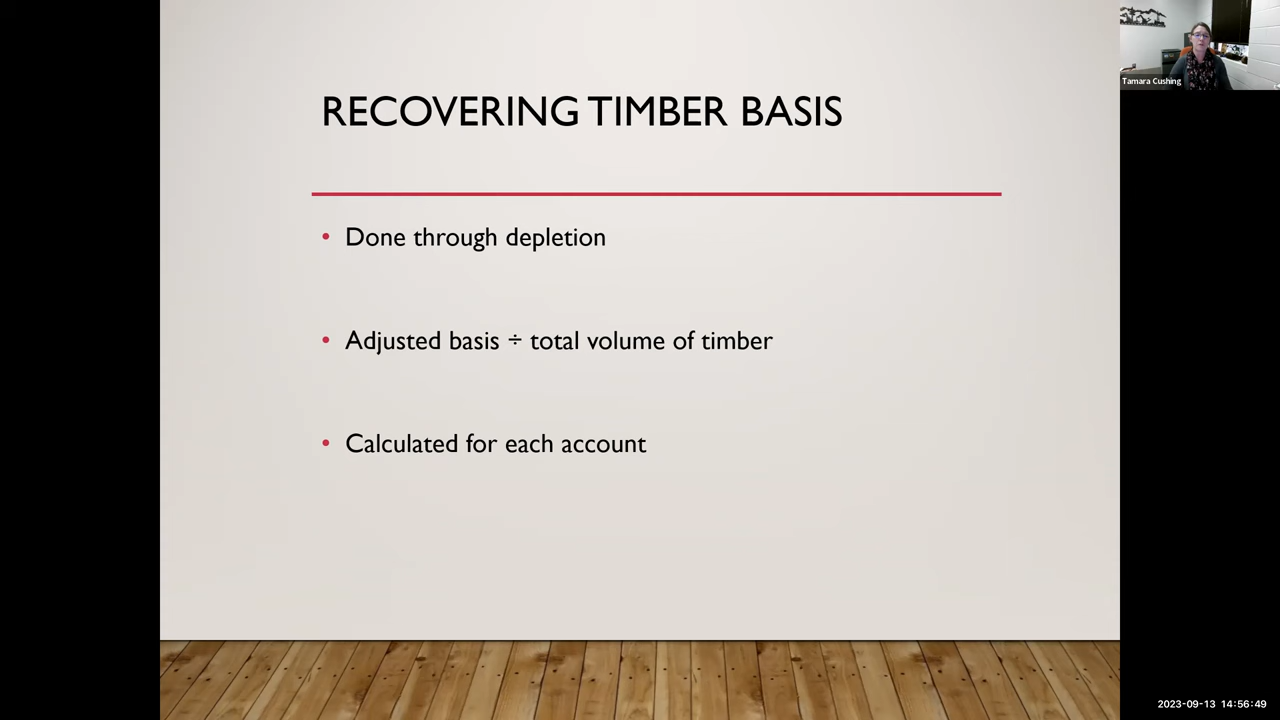 RECOVERING TIMBER BASIS
• Done through depletion
• Adjusted basis ÷ total volume of timber
• Calculated for each account
Tamara Cushing
2023-09-13 14:56:49